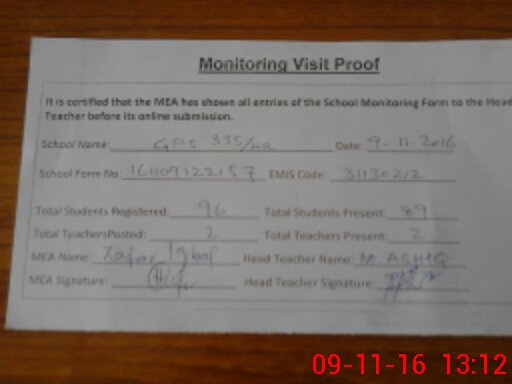 Monitoring Visit Proof
It is certified that the MEA has shown all entries of the School Monitoring Form to the Head
Teacher before its online submission.
School Name: GPS 335/HR Date: 9-11-2016
School Form No: 161109122157 EMIS Code: 31130212
Total Students Registered: 96 Total Students Present: 89
Total TeachersPosted: 2 Total Teachers Present: 2
MEA Name: Zafar Iqbal Head Teacher Name: M. ASHIQ
MEA Signature: Head Teacher Signature:
09-11-16 13:12